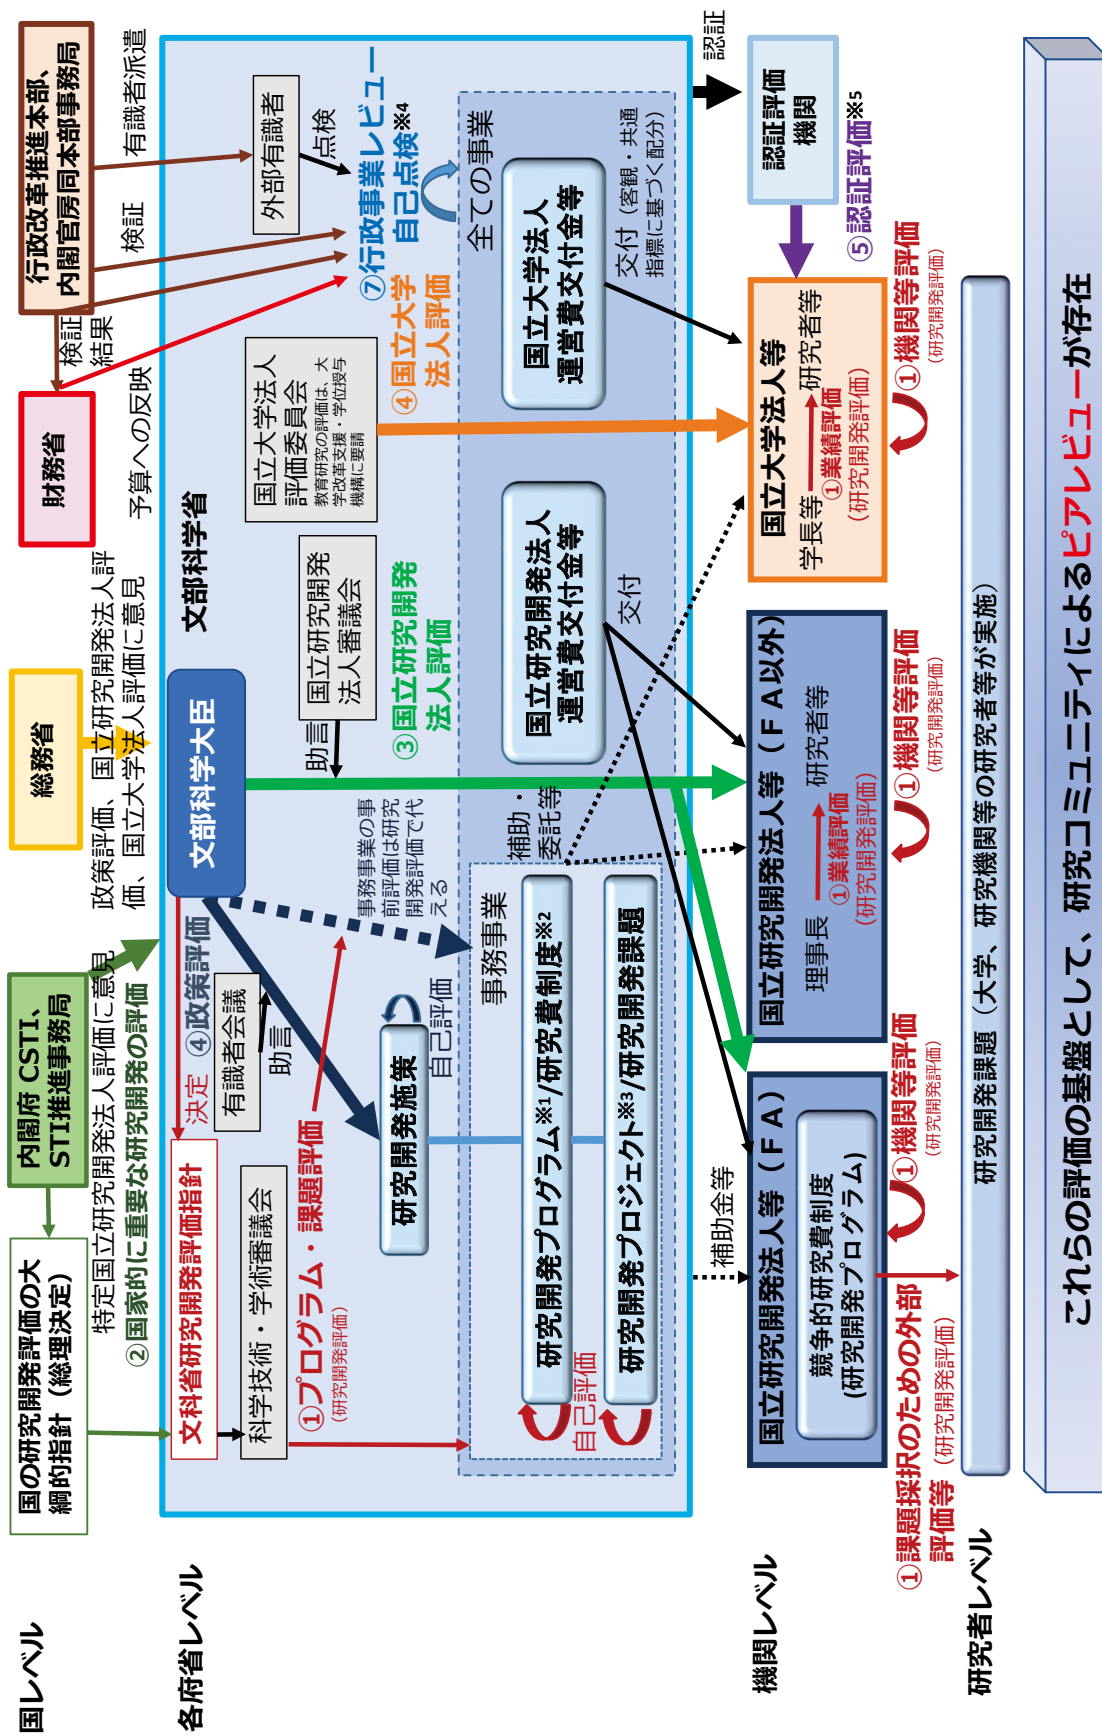 国レベル
国の研究開発評価の大
綱的指針（総理決定）
内閣府 CSTI、
STI推進事務局
総務省
財務省
行政改革推進本部、
内閣官房同本部事務局
特定国立研究開発法人評価に意見
②国家的に重要な研究開発の評価
政策評価、国立研究開発法人評
価、国立大学法人評価に意見
予算への反映
検証
結果
検証
有識者派遣
各府省レベル
文部科学省
文科省研究開発評価指針
決定
④政策評価
文部科学大臣
科学技術・学術審議会
有識者会議
助言
国立研究開発
法人審議会
助言
国立大学法人
評価委員会
教育研究の評価は、大
学改革支援・学位授与
機構に要請
外部有識者
点検
①プログラム・課題評価
(研究開発評価)
事務事業の事
前評価は研究
開発評価で代
える
③国立研究開発
法人評価
④国立大学
法人評価
⑦行政事業レビュー
自己点検※4
研究開発施策
自己評価
全ての事業
事務事業
研究開発プログラム※1/研究費制度※2
自己評価
研究開発プロジェクト※3/研究開発課題
補助・
委託等
国立研究開発法人
運営費交付金等
交付
国立大学法人
運営費交付金等
交付（客観・共通
指標に基づく配分）
補助金等
認証
機関レベル
国立研究開発法人等（ＦＡ）
競争的研究費制度
(研究開発プログラム)
国立研究開発法人等（ＦＡ以外）
理事長
研究者等
①業績評価
(研究開発評価)
国立大学法人等
学長等
研究者等
①業績評価
(研究開発評価)
認証評価
機関
⑤認証評価※5
①課題採択のための外部
評価等
(研究開発評価)
①機関等評価
(研究開発評価)
①機関等評価
(研究開発評価)
①機関等評価
(研究開発評価)
研究者レベル
研究開発課題（大学、研究機関等の研究者等が実施）
これらの評価の基盤として、研究コミュニティによるピアレビューが存在